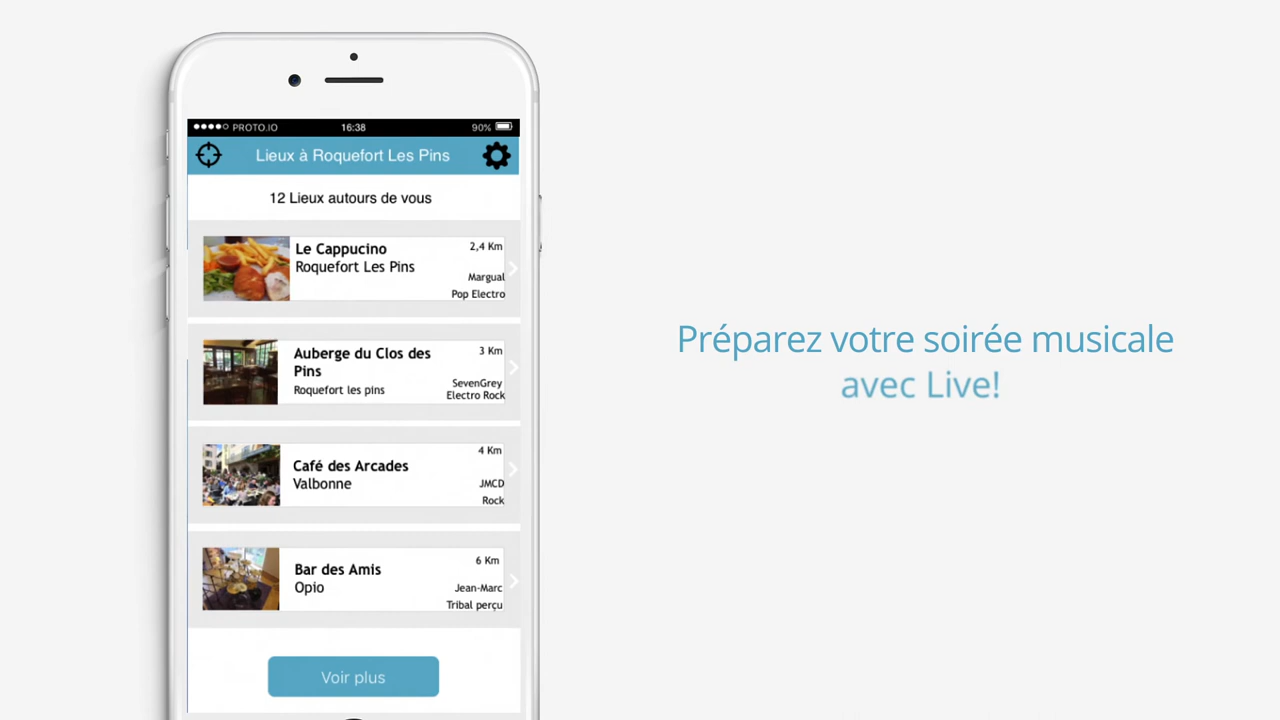 PROTO.IO 16:38 90%
Lieux à Roquefort Les Pins
12 Lieux autours de vous
Le Cappucino
2,4 Km
Roquefort Les Pins
Margual
Pop Electro
Auberge du Clos des
Pins
3 Km
Roquefort les pins
SevenGrey
Electro Rock
Café des Arcades
4 Km
Valbonne
JMCD
Rock
Bar des Amis
6 Km
Opio
Jean-Marc
Tribal perçu
Voir plus
Préparez votre soirée musicale
avec Live!